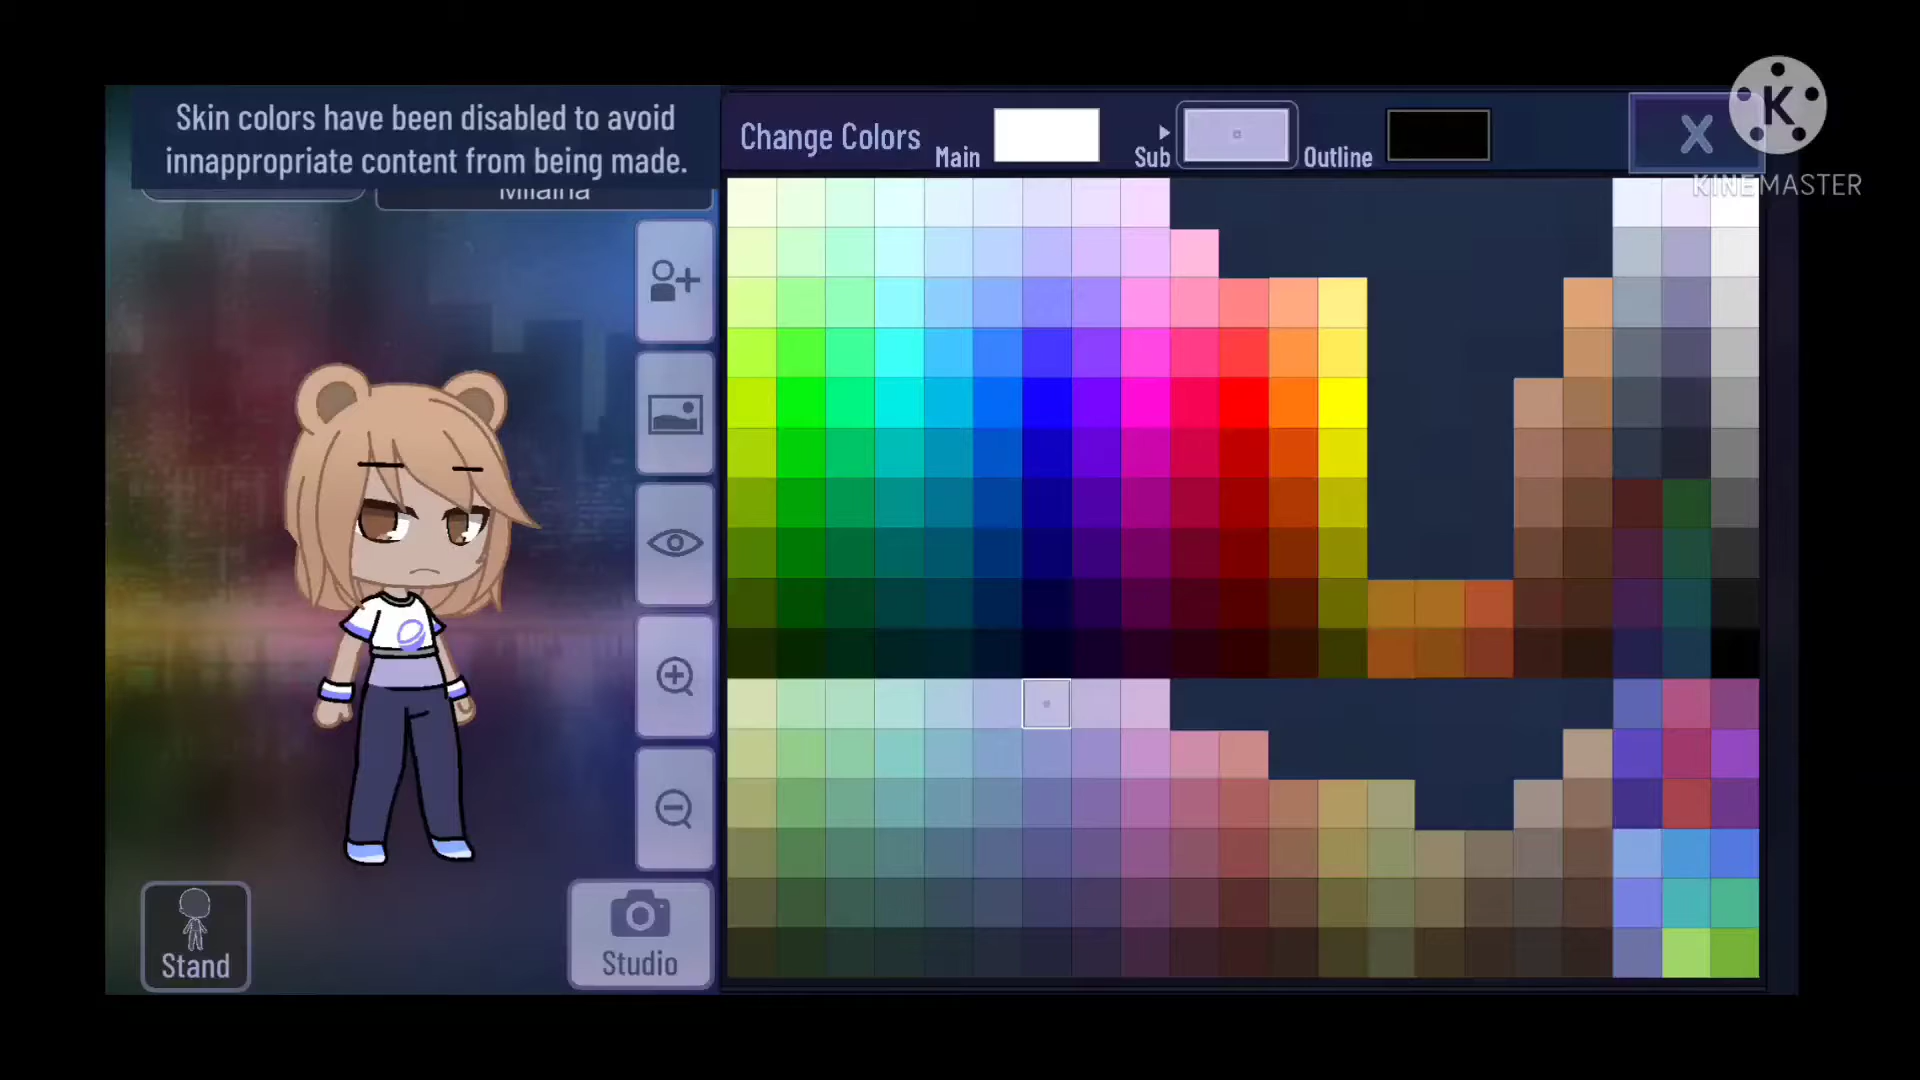 Skin colors have been disabled to avoid
innappropriate content from being made.
Change Colors
Main
Sub
Outline
X
K
KINEMASTER
Stand
Studio